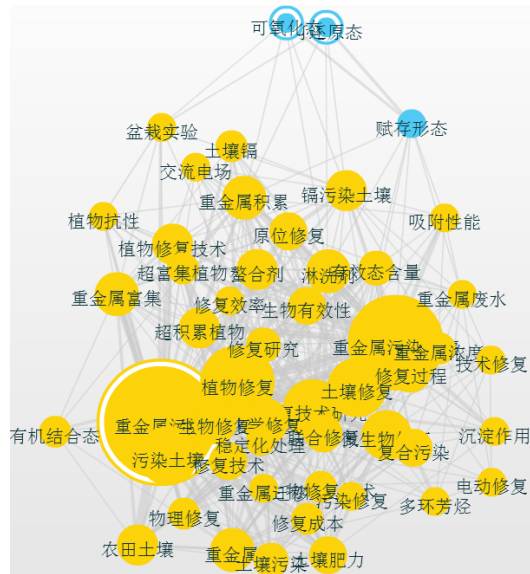 可氧化态
可还原态
盆栽实验
赋存形态
土壤镉
交流电场
重金属积累
镉污染土壤
植物抗性
吸附性能
原位修复
植物修复技术
超富集植物
螯合剂
淋洗剂
有效态含量
重金属富集
重金属废水
修复效率
生物有效性
超积累植物
重金属污染
修复研究
重金属浓度
技术修复
修复过程
植物修复
土壤修复
生物修复
有机结合态
联合修复
沉淀作用
稳定化处理
复合污染
污染土壤
修复技术
重金属迁移
电动修复
污染修复
多环芳烃
物理修复
修复成本
农田土壤
重金属
土壤污染
土壤肥力